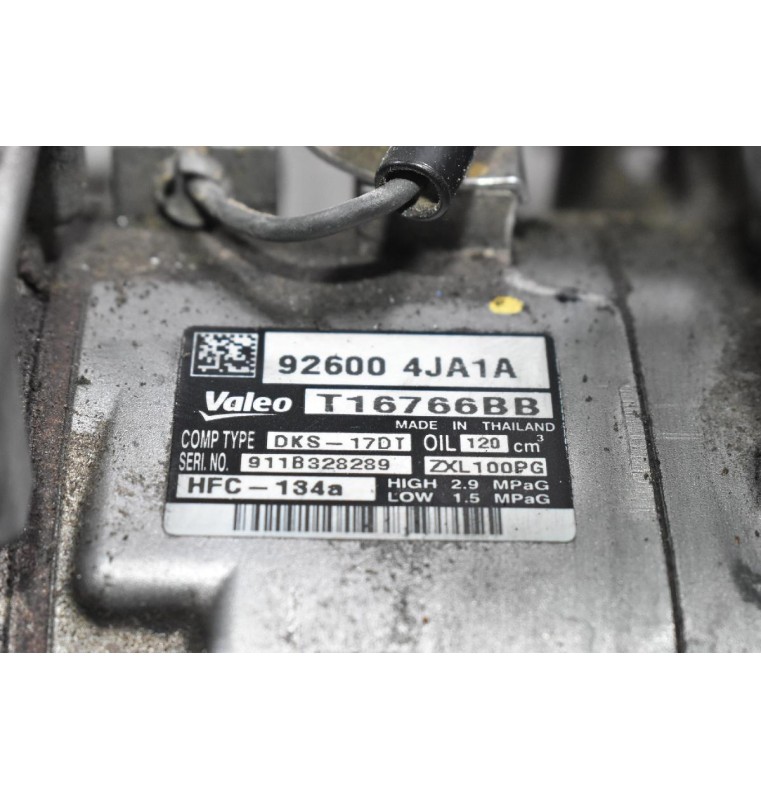 92600 4JA1A
Valeo T16766BB
MADE IN THAILAND
COMP TYPE DKS-17DT OIL 120 cm³
SERI. NO. 911B328289 ZXL100PG
HFC-134a HIGH 2.9 MPaG
LOW 1.5 MPaG